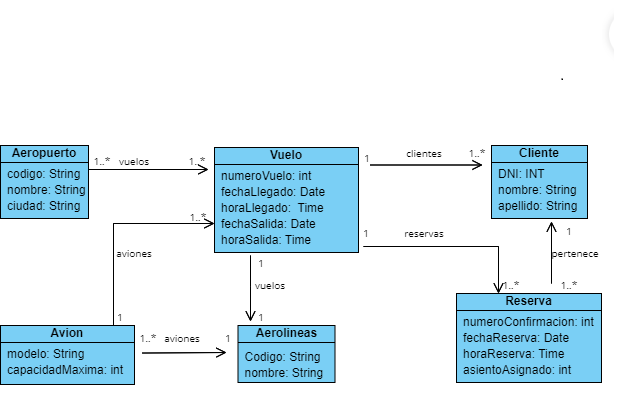 Aeropuerto
codigo: String
nombre: String
ciudad: String
1..* vuelos 1..*
Vuelo
numeroVuelo: int
fechaLlegado: Date
horaLlegado: Time
fechaSalida: Date
horaSalida: Time
1 clientes 1..*
Cliente
DNI: INT
nombre: String
apellido: String
1..*
aviones
1
1 reservas
1..*
1
pertenece
1..*
1
vuelos
1
Avion
modelo: String
capacidadMaxima: int
1..* aviones 1
Aerolineas
Codigo: String
nombre: String
Reserva
numeroConfirmacion: int
fechaReserva: Date
horaReserva: Time
asientoAsignado: int